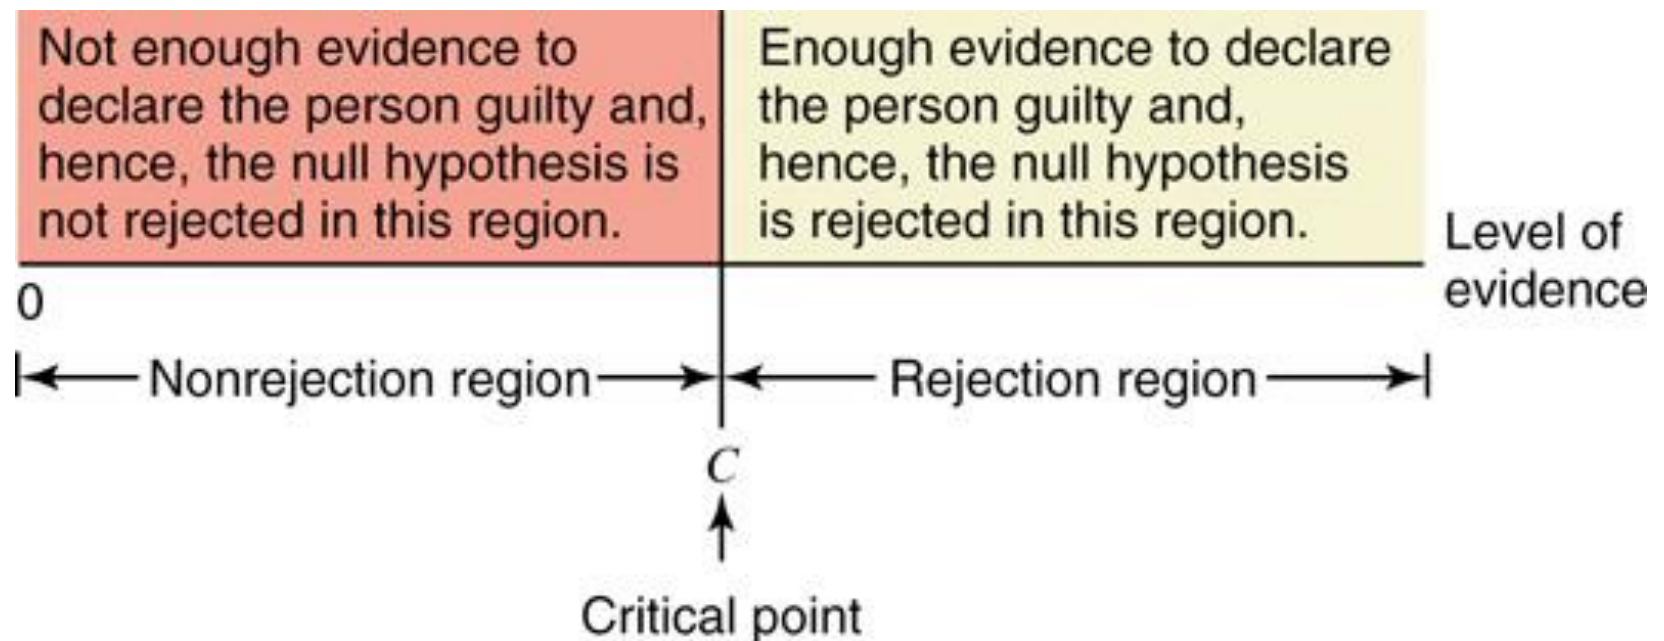 Not enough evidence to
declare the person guilty and,
hence, the null hypothesis is
not rejected in this region.
Enough evidence to declare
the person guilty and,
hence, the null hypothesis
is rejected in this region.
Level of
evidence
0
Nonrejection region
Rejection region
C
Critical point